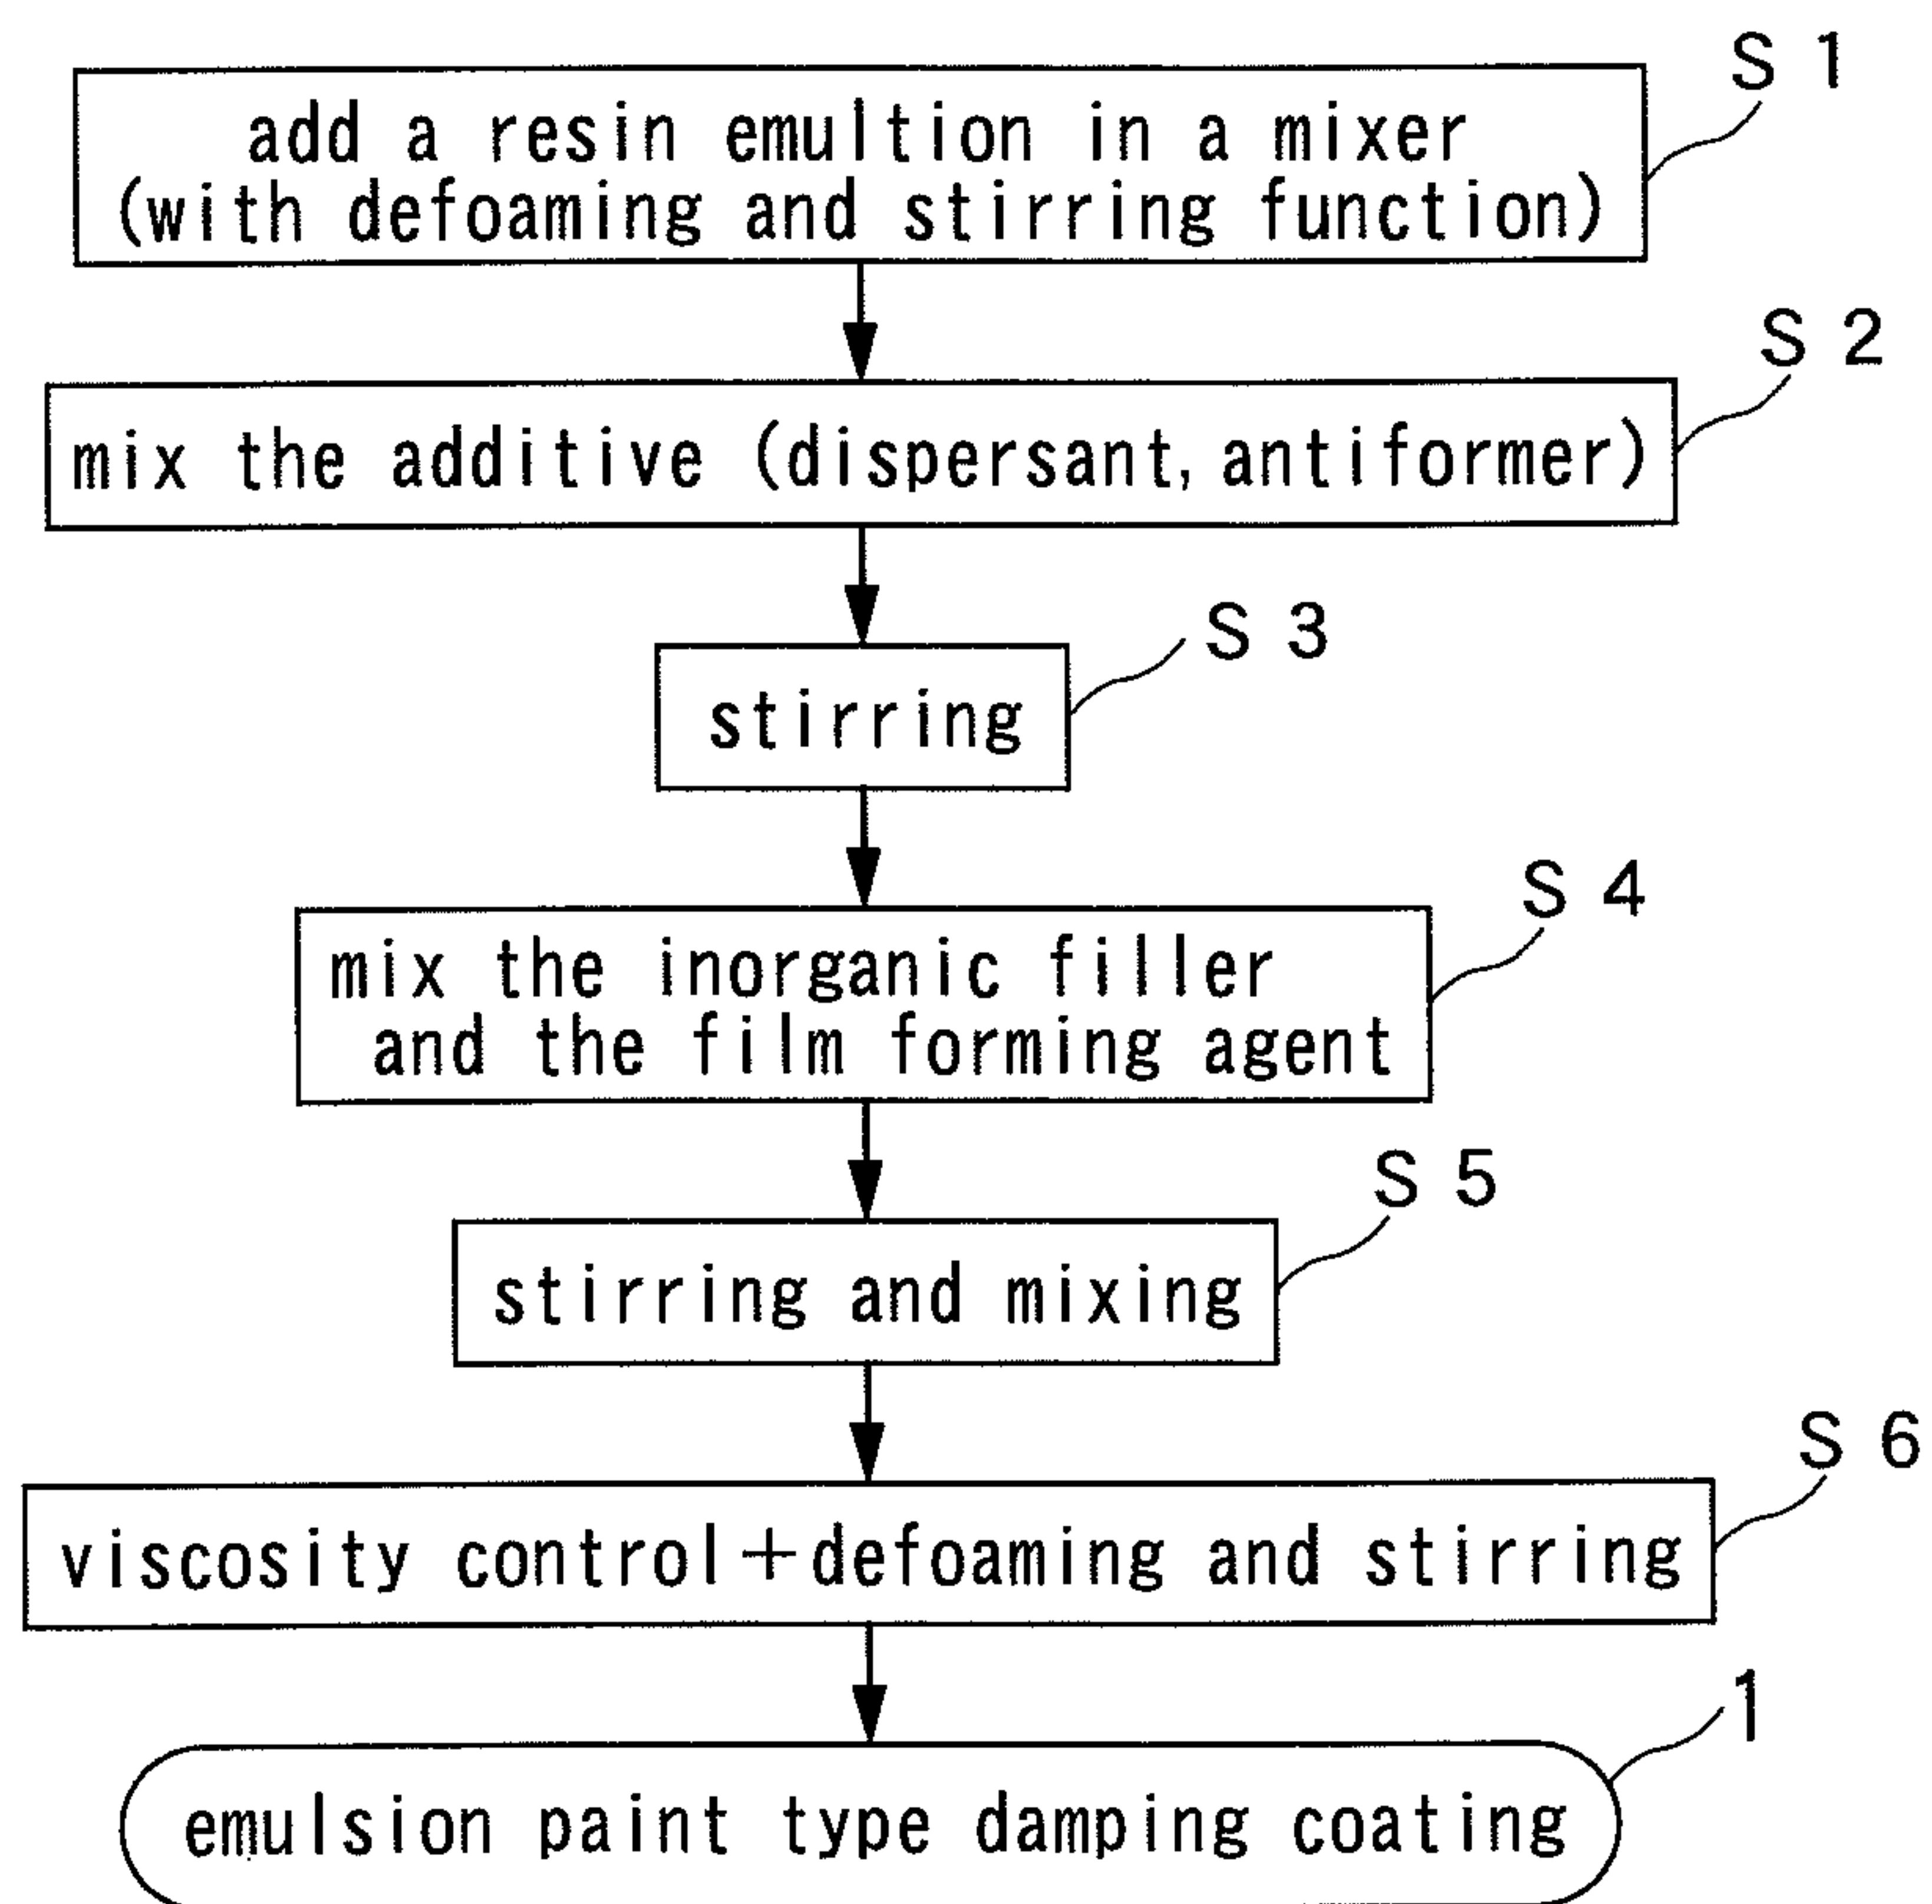 S 1
add a resin emultion in a mixer
(with defoaming and stirring function)
S 2
mix the additive (dispersant, antiformer)
S 3
stirring
S 4
mix the inorganic filler
and the film forming agent
S 5
stirring and mixing
S 6
viscosity control+defoaming and stirring
1
emulsion paint type damping coating